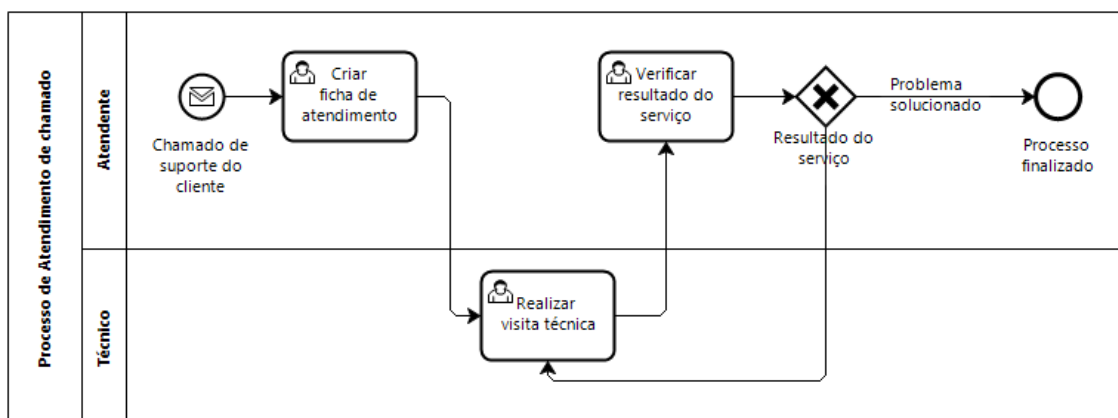 Processo de Atendimento de chamado
Atendente
Chamado de
suporte do
cliente
Criar
ficha de
atendimento
Verificar
resultado do
serviço
Resultado do
serviço
Problema
solucionado
Processo
finalizado
Técnico
Realizar
visita técnica